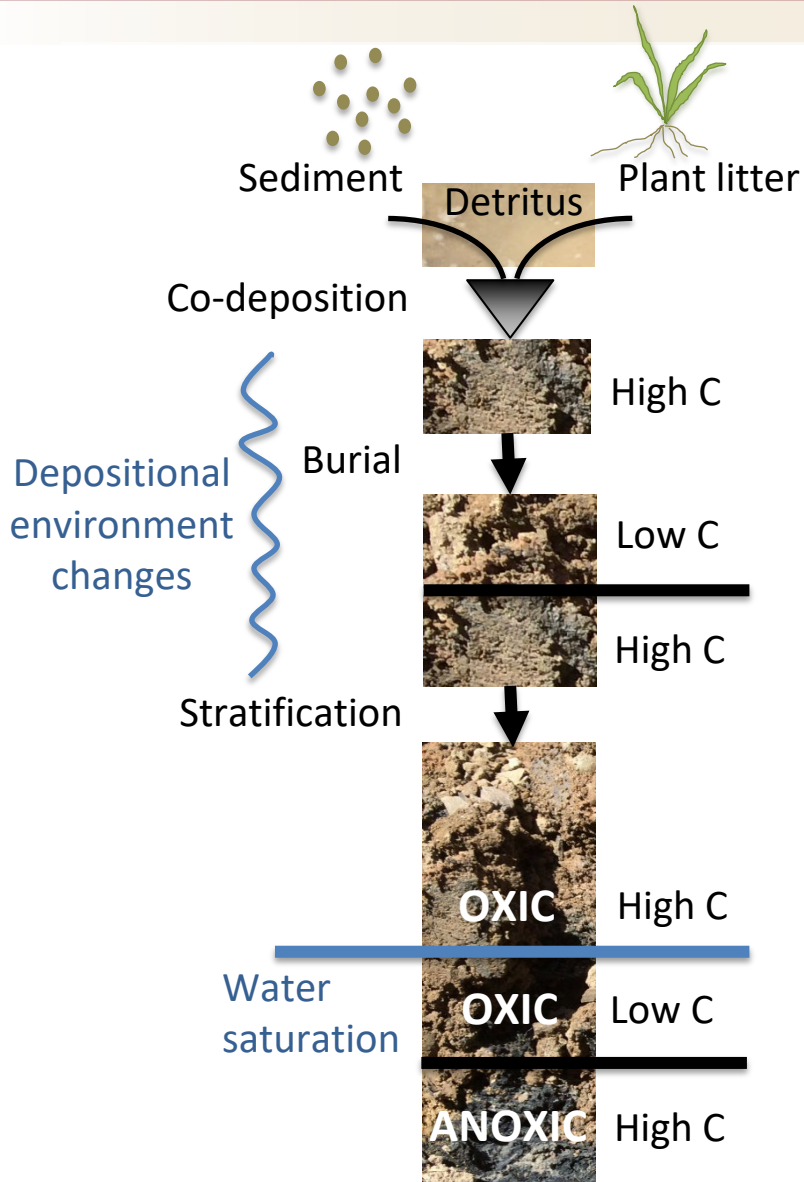 Sediment
Plant litter
Detritus
Co-deposition
High C
Burial
Depositional
environment
changes
Low C
High C
Stratification
OXIC
High C
Water
saturation
OXIC
Low C
ANOXIC
High C